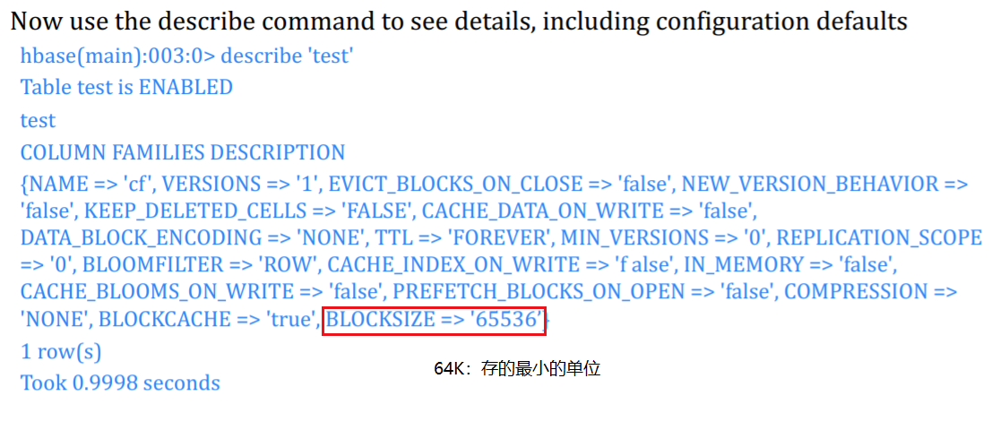 Now use the describe command to see details, including configuration defaults
hbase(main):003:0> describe 'test'
Table test is ENABLED
test
COLUMN FAMILIES DESCRIPTION
{NAME => 'cf', VERSIONS => '1', EVICT_BLOCKS_ON_CLOSE => 'false', NEW_VERSION_BEHAVIOR =>
'false', KEEP_DELETED_CELLS => 'FALSE', CACHE_DATA_ON_WRITE => 'false',
DATA_BLOCK_ENCODING => 'NONE', TTL => 'FOREVER', MIN_VERSIONS => '0', REPLICATION_SCOPE
=> '0', BLOOMFILTER => 'ROW', CACHE_INDEX_ON_WRITE => 'f alse', IN_MEMORY => 'false',
CACHE_BLOOMS_ON_WRITE => 'false', PREFETCH_BLOCKS_ON_OPEN => 'false', COMPRESSION =>
'NONE', BLOCKCACHE => 'true', BLOCKSIZE => '65536'}
1 row(s)
64K：存的最小的单位
Took 0.9998 seconds